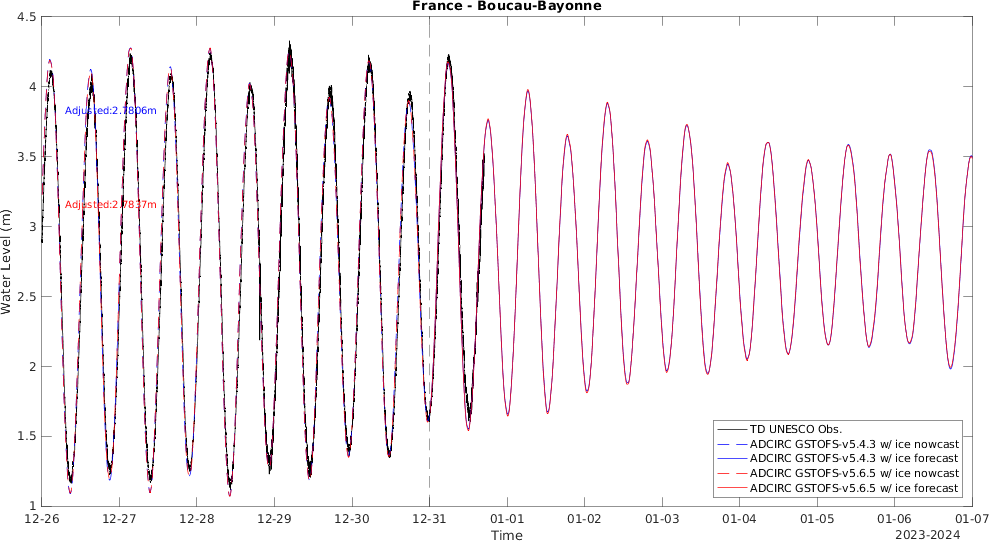 France - Boucau-Bayonne
4.5
4
3.5
3
2.5
2
1.5
1
Water Level (m)
Adjusted:2.7806m
Adjusted:2.7837m
TD UNESCO Obs.
ADCIRC GSTOFS-v5.4.3 w/ ice nowcast
ADCIRC GSTOFS-v5.4.3 w/ ice forecast
ADCIRC GSTOFS-v5.6.5 w/ ice nowcast
ADCIRC GSTOFS-v5.6.5 w/ ice forecast
12-26 12-27 12-28 12-29 12-30 12-31 01-01 01-02 01-03 01-04 01-05 01-06 01-07
Time
2023-2024